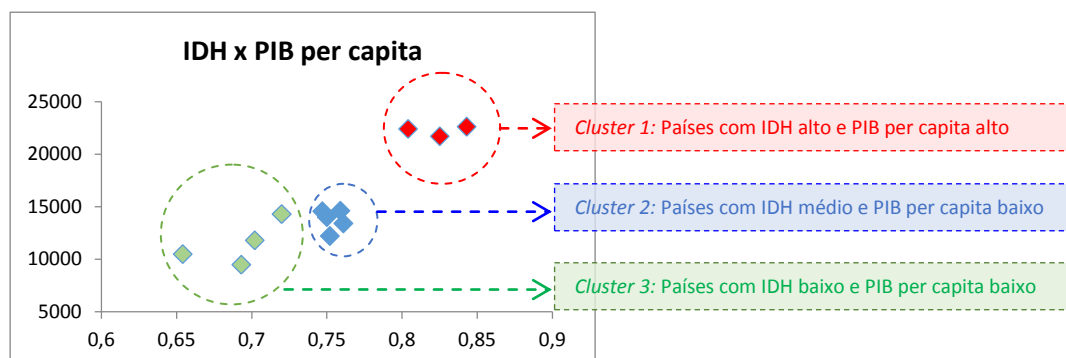 IDH x PIB per capita
25000
20000
15000
10000
5000
0,6 0,65 0,7 0,75 0,8 0,85 0,9
Cluster 1: Países com IDH alto e PIB per capita alto
Cluster 2: Países com IDH médio e PIB per capita baixo
Cluster 3: Países com IDH baixo e PIB per capita baixo